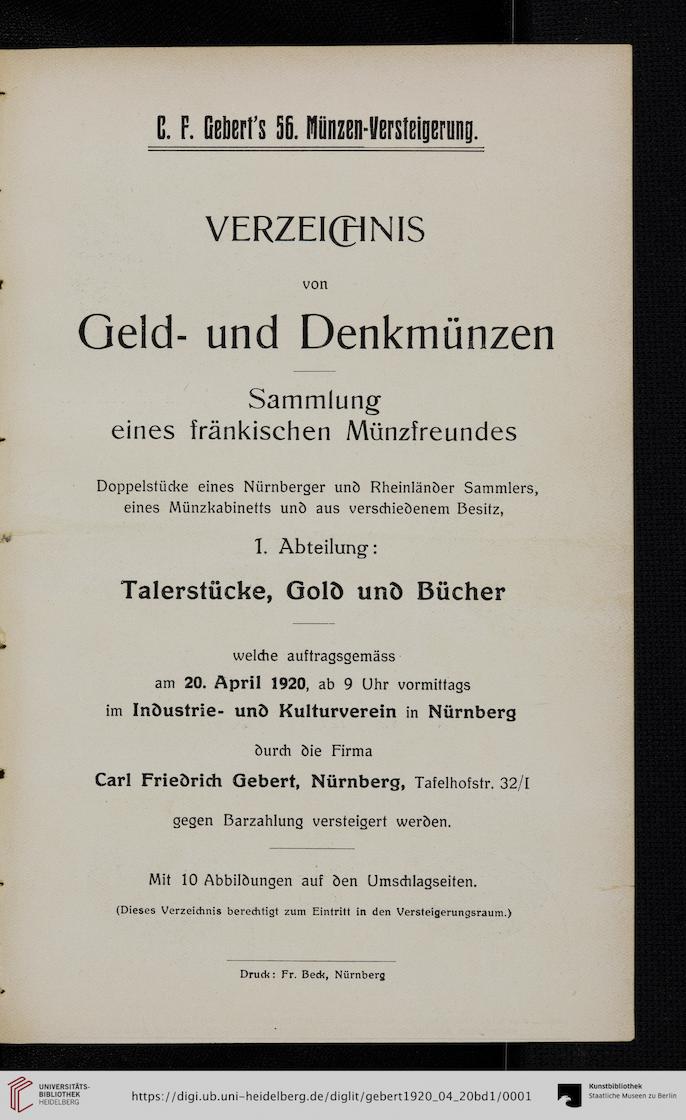 C. F. Gebert's 56. Münzen-Versteigerung.
VERZEICHNIS
von
Geld- und Denkmünzen
Sammlung
eines fränkischen Münzfreundes
Doppelstücke eines Nürnberger und Rheinländer Sammlers,
eines Münzkabinetts und aus verschiedenem Besitz,
I. Abteilung:
Talerstücke, Gold und Bücher
welche auftragsgemäss
am 20. April 1920, ab 9 Uhr vormittags
im Industrie- und Kulturverein in Nürnberg
durch die Firma
Carl Friedrich Gebert, Nürnberg, Tafelhofstr. 32/I
gegen Barzahlung versteigert werden.
Mit 10 Abbildungen auf den Umschlagseiten.
(Dieses Verzeichnis berechtigt zum Eintritt in den Versteigerungsraum.)
Druck: Fr. Beck, Nürnberg
UNIVERSITÄTS-
BIBLIOTHEK
HEIDELBERG
https://digi.ub.uni-heidelberg.de/diglit/gebert1920_04_20bd1/0001
Kunstbibliothek
Staatliche Museen zu Berlin